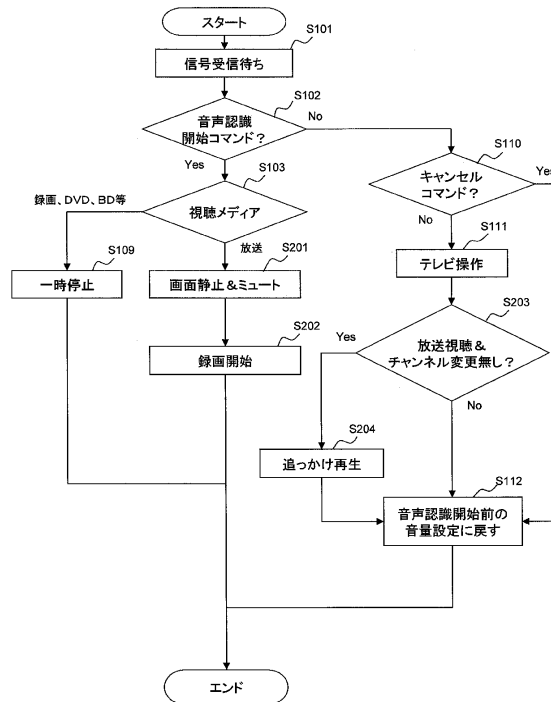 スタート
S101
信号受信待ち
S102
音声認識
開始コマンド？
No
Yes
S103
視聴メディア
録画、DVD、BD等
放送
S109
一時停止
S201
画面静止＆ミュート
S202
録画開始
S110
キャンセル
コマンド？
Yes
No
S111
テレビ操作
S203
放送視聴＆
チャンネル変更無し？
Yes
No
S204
追っかけ再生
S112
音声認識開始前の
音量設定に戻す
エンド